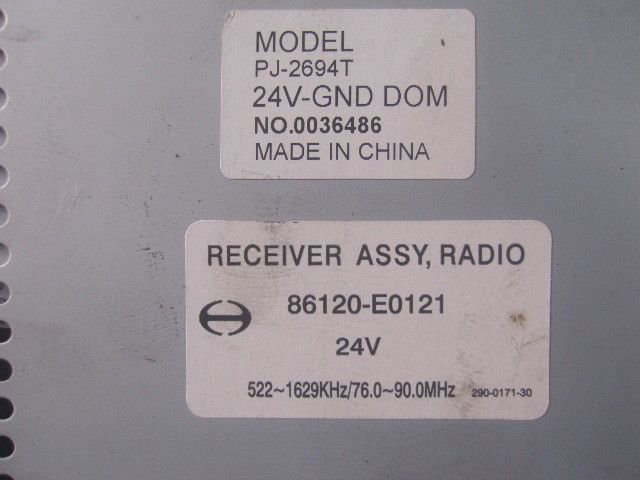 MODEL
PJ-2694T
24V-GND DOM
NO.0036486
MADE IN CHINA
RECEIVER ASSY, RADIO
86120-E0121
24V
522~1629KHz/76.0~90.0MHz 290-0171-30